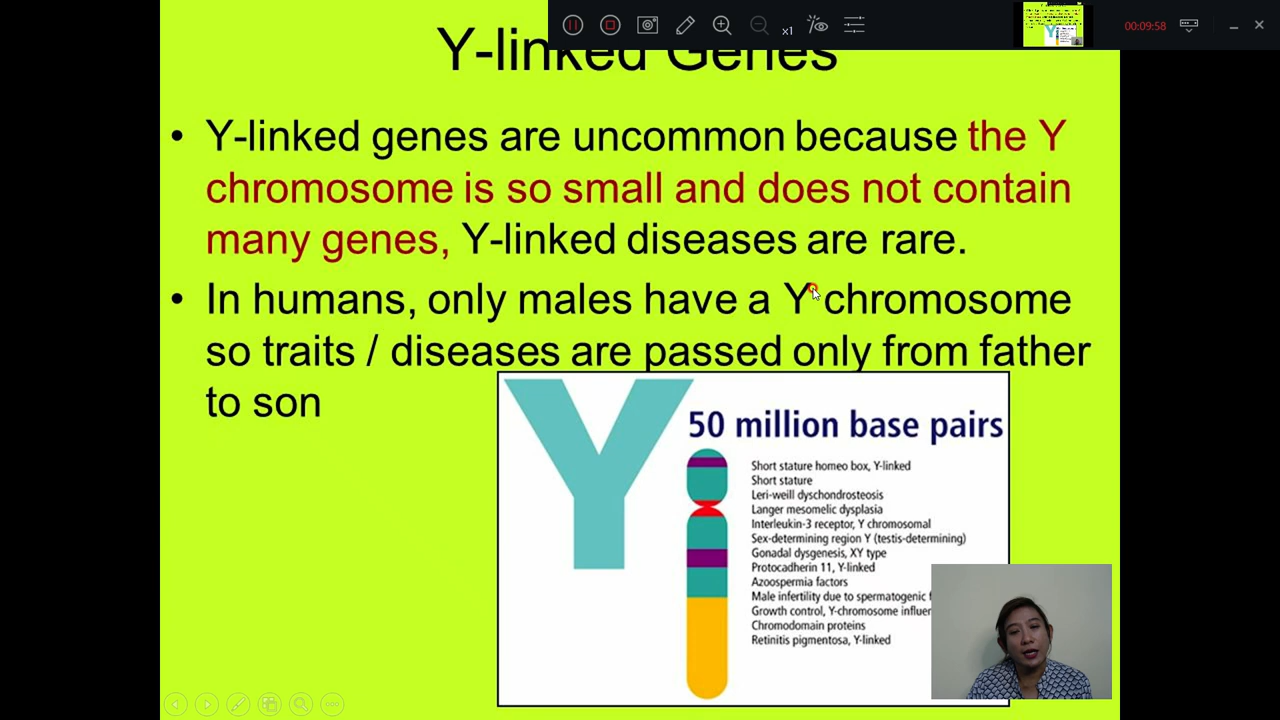 x1
00:09:58
Y-linked Genes
• Y-linked genes are uncommon because the Y
chromosome is so small and does not contain
many genes, Y-linked diseases are rare.
• In humans, only males have a Y chromosome
so traits / diseases are passed only from father
to son
Y
50 million base pairs
Short stature homeo box, Y-linked
Short stature
Leri-weill dyschondrosteosis
Langer mesomelic dysplasia
Interleukin-3 receptor, Y chromosomal
Sex-determining region Y (testis-determining)
Gonadal dysgenesis, XY type
Protocadherin 11, Y-linked
Azoospermia factors
Male infertility due to spermatogenic
Growth control, Y-chromosome
Chromodomain proteins
Retinitis pigmentosa, Y-linked